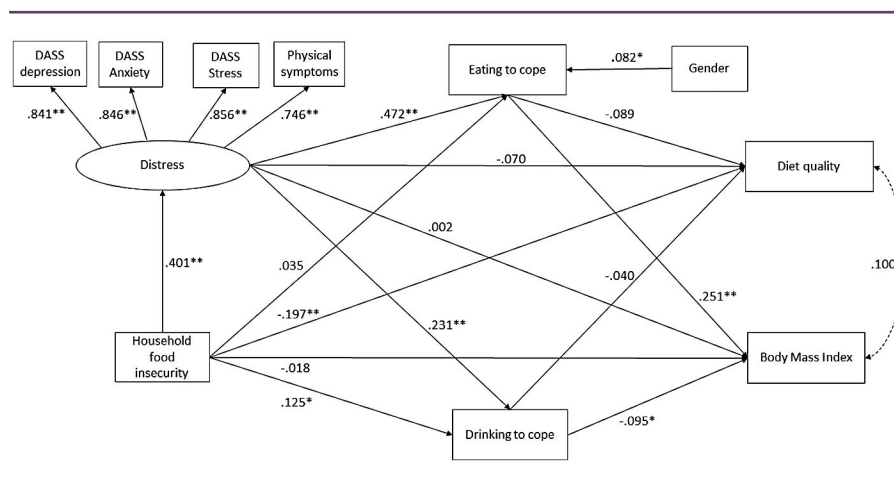 DASS
depression
DASS
Anxiety
DASS
Stress
Physical
symptoms
Eating to cope
.082*
Gender
.841**
.846**
.856**
.746**
.472**
-.089
Distress
-.070
Diet quality
.002
.401**
.035
-.040
.100
.251**
-.197**
.231**
Household
food
insecurity
-.018
Body Mass Index
.125*
-.095*
Drinking to cope